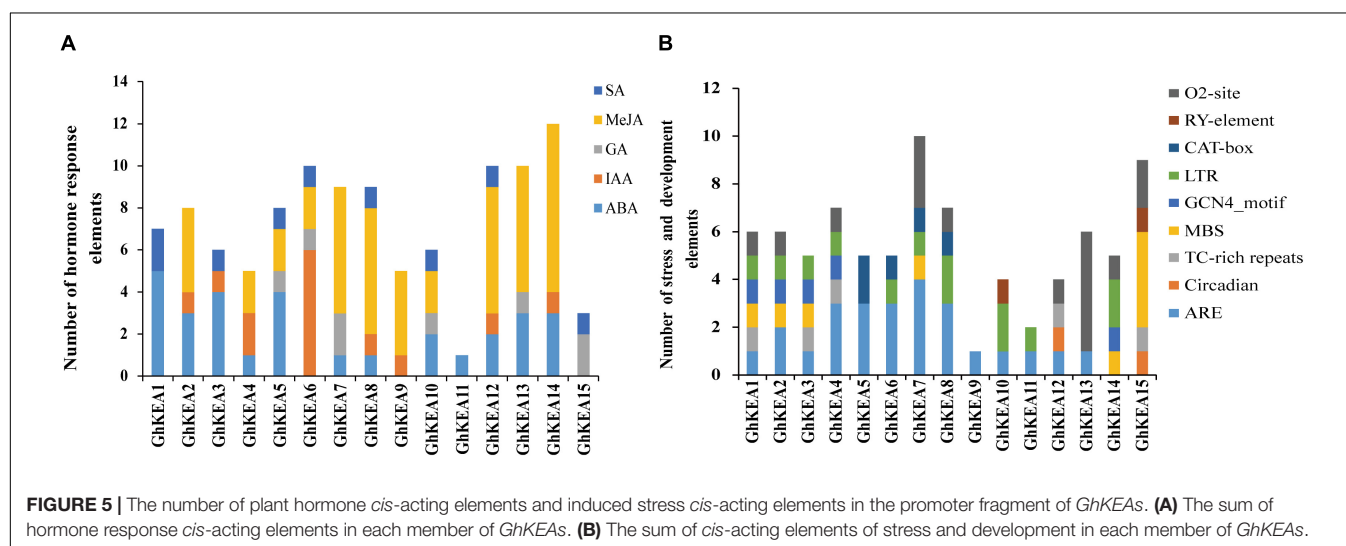 A
Number of hormone response
elements
14
12
10
8
6
4
2
0
GhKEA1
GhKEA2
GhKEA3
GhKEA4
GhKEA5
GhKEA6
GhKEA7
GhKEA8
GhKEA9
GhKEA10
GhKEA11
GhKEA12
GhKEA13
GhKEA14
GhKEA15
SA
MeJA
GA
IAA
ABA
B
Number of stress and development
elements
12
10
8
6
4
2
0
GhKEA1
GhKEA2
GhKEA3
GhKEA4
GhKEA5
GhKEA6
GhKEA7
GhKEA8
GhKEA9
GhKEA10
GhKEA11
GhKEA12
GhKEA13
GhKEA14
GhKEA15
O2-site
RY-element
CAT-box
LTR
GCN4_motif
MBS
TC-rich repeats
Circadian
ARE
FIGURE 5 | The number of plant hormone cis-acting elements and induced stress cis-acting elements in the promoter fragment of GhKEAs. (A) The sum of
hormone response cis-acting elements in each member of GhKEAs. (B) The sum of cis-acting elements of stress and development in each member of GhKEAs.